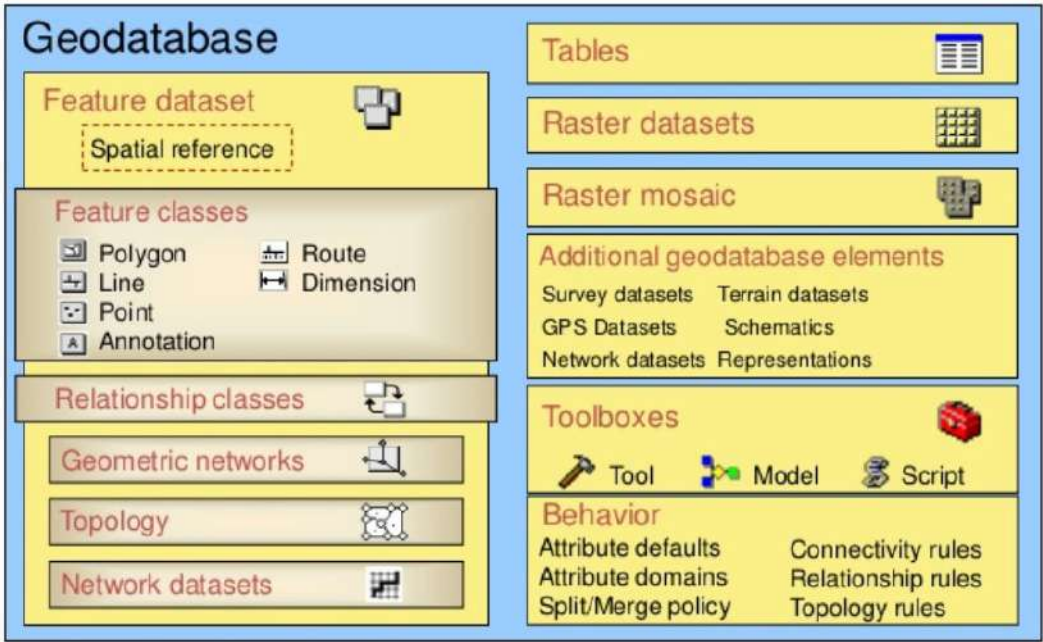 Geodatabase
Feature dataset
Spatial reference
Feature classes
Polygon Route
Line Dimension
Point
A Annotation
Relationship classes
Geometric networks
Topology
Network datasets
Tables
Raster datasets
Raster mosaic
Additional geodatabase elements
Survey datasets Terrain datasets
GPS Datasets Schematics
Network datasets Representations
Toolboxes
Tool Model Script
Behavior
Attribute defaults Connectivity rules
Attribute domains Relationship rules
Split/Merge policy Topology rules